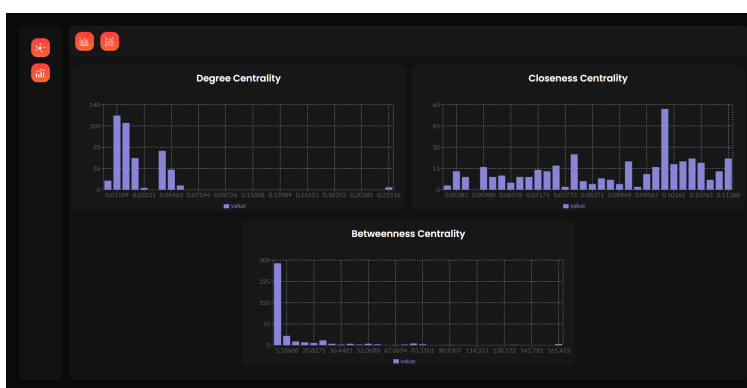 Degree Centrality
140
105
70
35
0
0.01199 0.03331 0.05463 0.07594 0.09726 0.11858 0.13989 0.16121 0.18253 0.20385 0.22516
value
Closeness Centrality
60
45
30
15
0
0.05382 0.05980 0.06578 0.07175 0.07773 0.08371 0.08969 0.09567 0.10165 0.10763 0.11360
value
Betweenness Centrality
300
225
150
75
0
5.20688 20.8275 36.4481 52.0688 67.6894 83.3101 98.9307 114.551 130.172 145.792 161.413
value